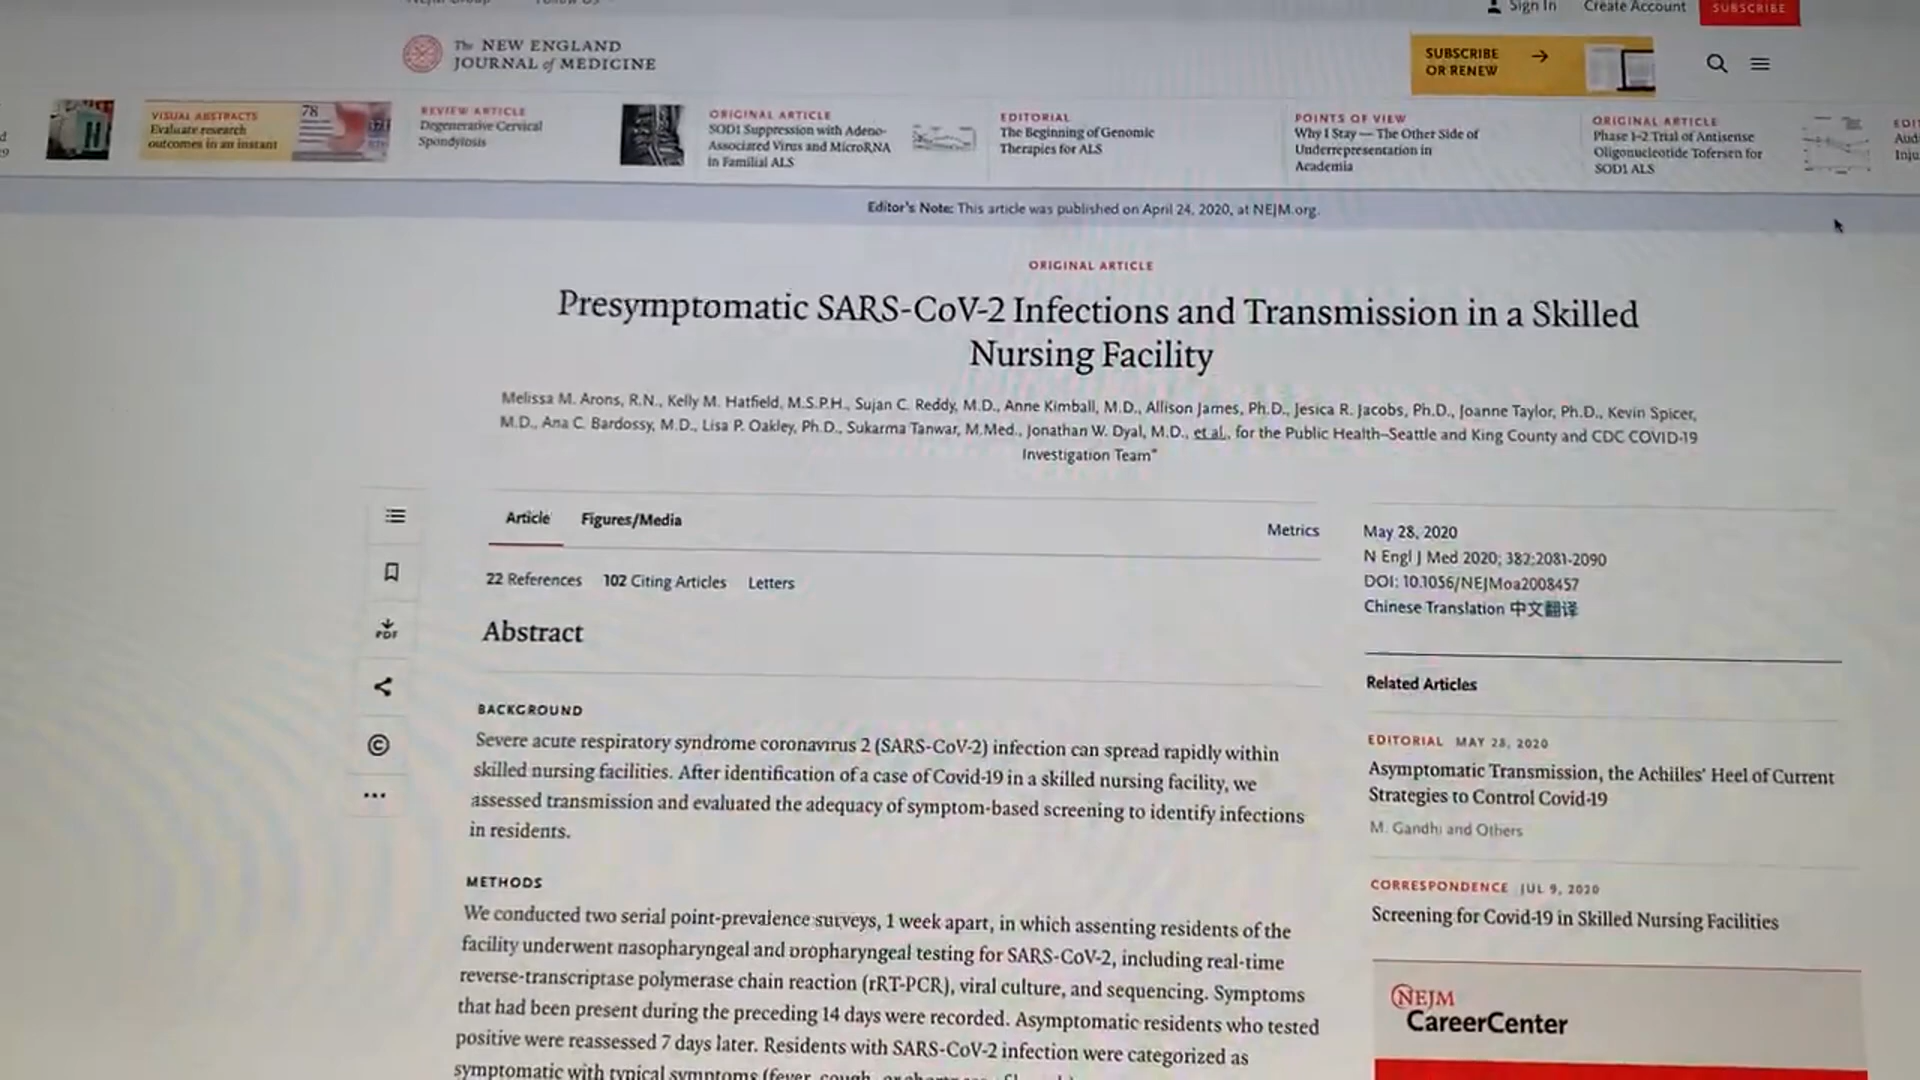 Sign In
Create Account
SUBSCRIBE
The NEW ENGLAND
JOURNAL of MEDICINE
SUBSCRIBE
OR RENEW
VISUAL ABSTRACTS
Evaluate research
outcomes in an instant
78
REVIEW ARTICLE
Degenerative Cervical
Spondylosis
ORIGINAL ARTICLE
SOD1 Suppression with Adeno-
Associated Virus and MicroRNA
in Familial ALS
EDITORIAL
The Beginning of Genomic
Therapies for ALS
POINTS OF VIEW
Why I Stay — The Other Side of
Underrepresentation in
Academia
ORIGINAL ARTICLE
Phase 1–2 Trial of Antisense
Oligonucleotide Tofersen for
SOD1 ALS
Editor's Note: This article was published on April 24, 2020, at NEJM.org.
ORIGINAL ARTICLE
Presymptomatic SARS-CoV-2 Infections and Transmission in a Skilled
Nursing Facility
Melissa M. Arons, R.N., Kelly M. Hatfield, M.S.P.H., Sujan C. Reddy, M.D., Anne Kimball, M.D., Allison James, Ph.D., Jesica R. Jacobs, Ph.D., Joanne Taylor, Ph.D., Kevin Spicer,
M.D., Ana C. Bardossy, M.D., Lisa P. Oakley, Ph.D., Sukarma Tanwar, M.Med., Jonathan W. Dyal, M.D., et al., for the Public Health–Seattle and King County and CDC COVID-19
Investigation Team*
Article
Figures/Media
Metrics
22 References
102 Citing Articles
Letters
Abstract
BACKGROUND
Severe acute respiratory syndrome coronavirus 2 (SARS-CoV-2) infection can spread rapidly within
skilled nursing facilities. After identification of a case of Covid-19 in a skilled nursing facility, we
assessed transmission and evaluated the adequacy of symptom-based screening to identify infections
in residents.
METHODS
We conducted two serial point-prevalence surveys, 1 week apart, in which assenting residents of the
facility underwent nasopharyngeal and oropharyngeal testing for SARS-CoV-2, including real-time
reverse-transcriptase polymerase chain reaction (rRT-PCR), viral culture, and sequencing. Symptoms
that had been present during the preceding 14 days were recorded. Asymptomatic residents who tested
positive were reassessed 7 days later. Residents with SARS-CoV-2 infection were categorized as
symptomatic with typical symptoms (fever, cough,
PDF
May 28, 2020
N Engl J Med 2020; 382:2081-2090
DOI: 10.1056/NEJMoa2008457
Chinese Translation 中文翻译
Related Articles
EDITORIAL MAY 28, 2020
Asymptomatic Transmission, the Achilles' Heel of Current
Strategies to Control Covid-19
M. Gandhi and Others
CORRESPONDENCE JUL 9, 2020
Screening for Covid-19 in Skilled Nursing Facilities
NEJM
CareerCenter